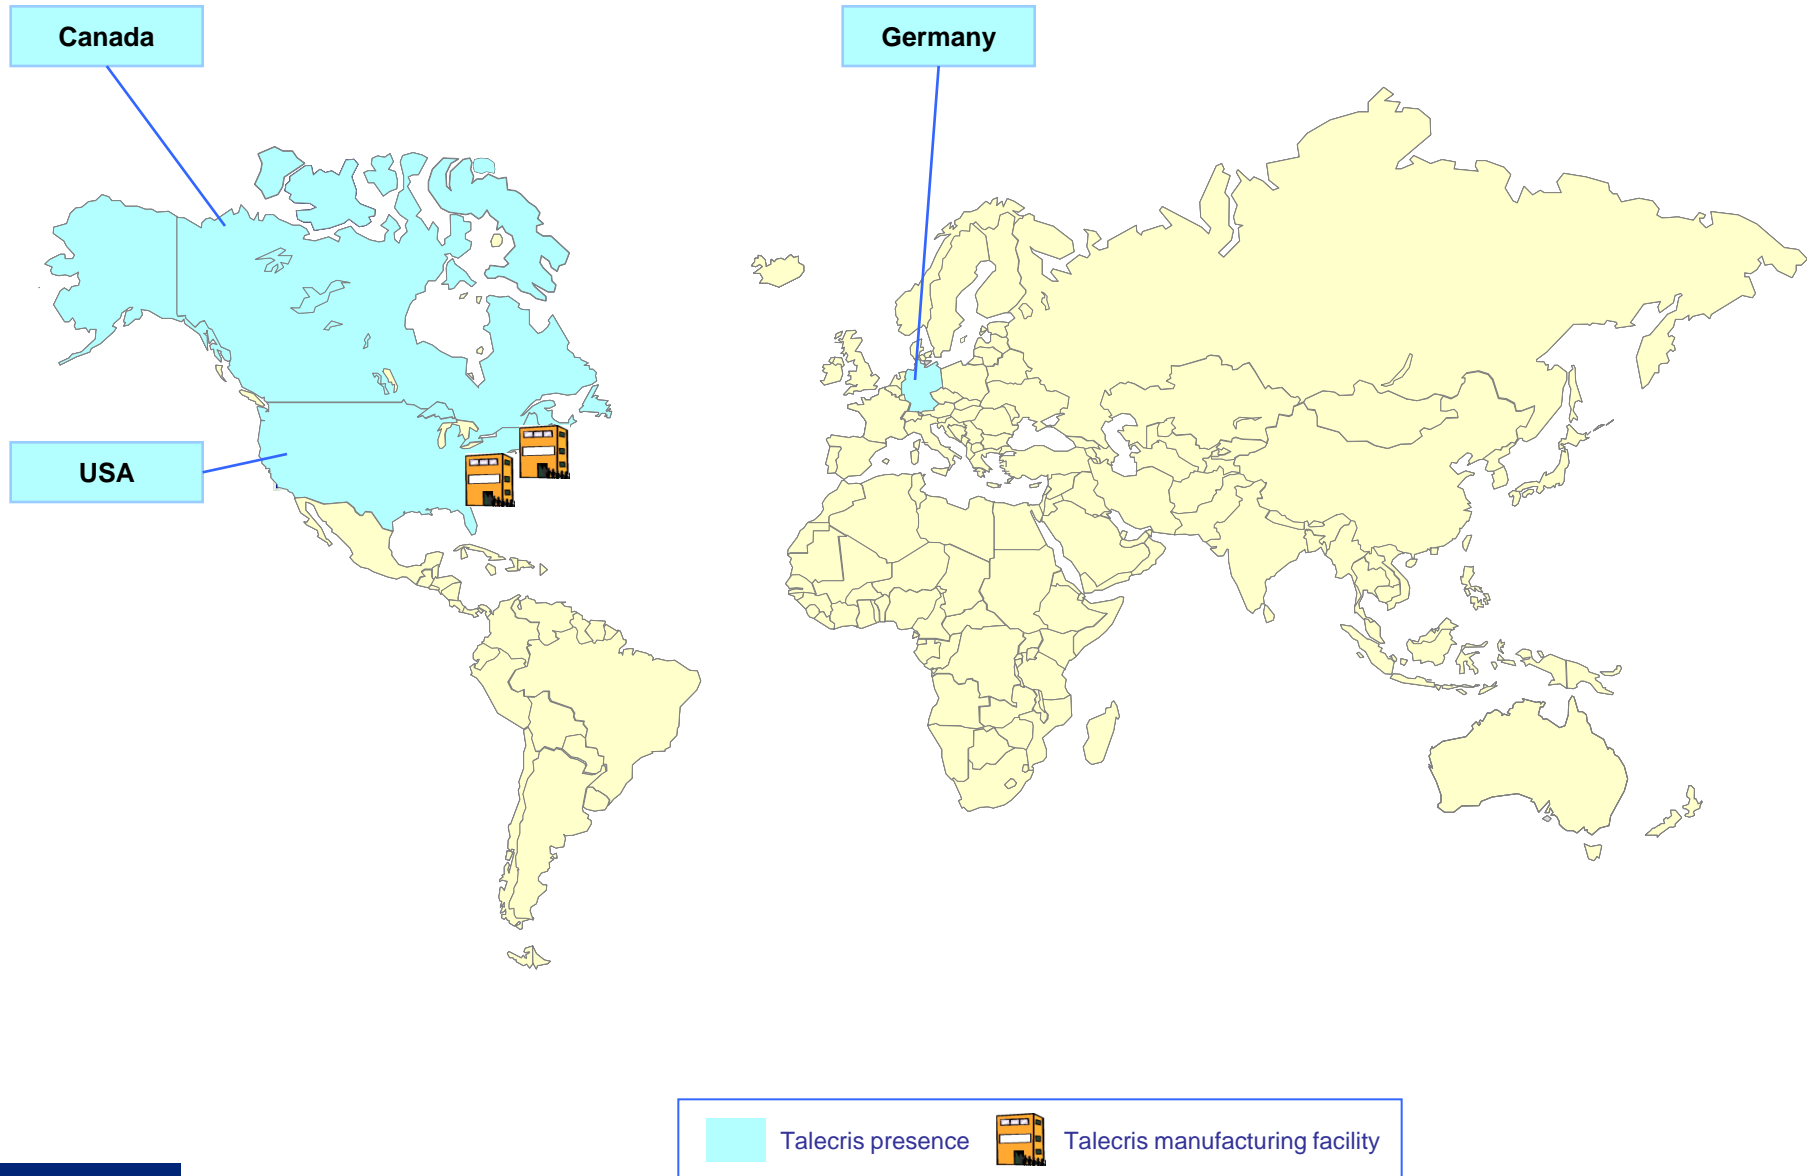 Canada
Germany
USA
Talecris presence
Talecris manufacturing facility